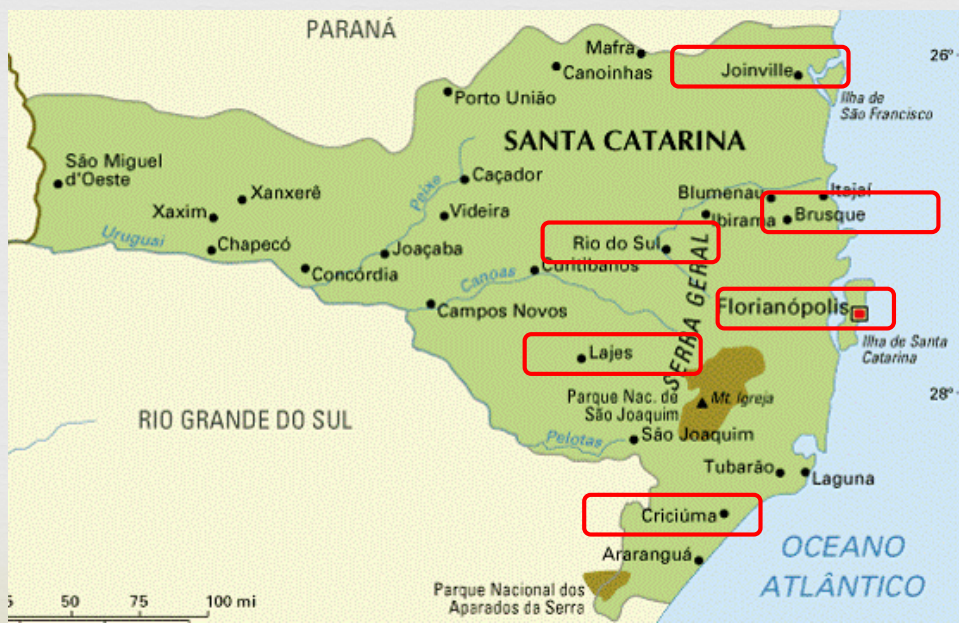 PARANÁ
Mafra
Canoinhas
Joinville
26°
Porto União
Ilha de
São Francisco
SANTA CATARINA
São Miguel
d'Oeste
Caçador
Xanxerê
Peixe
Blumenau
Itajaí
Xaxim
Videira
Ibirama
Brusque
Uruguai
Chapecó
Joaçaba
Rio do Sul
Concórdia
Canoas
Curitibanos
SERRA GERAL
Campos Novos
Florianópolis
Ilha de Santa
Catarina
Lajes
Parque Nac. de
São Joaquim
Mt. Igreja
28°
RIO GRANDE DO SUL
Pelotas
São Joaquim
Tubarão
Laguna
Criciúma
Araranguá
OCEANO
ATLÂNTICO
Parque Nacional dos
Aparados da Serra
50 75 100 mi